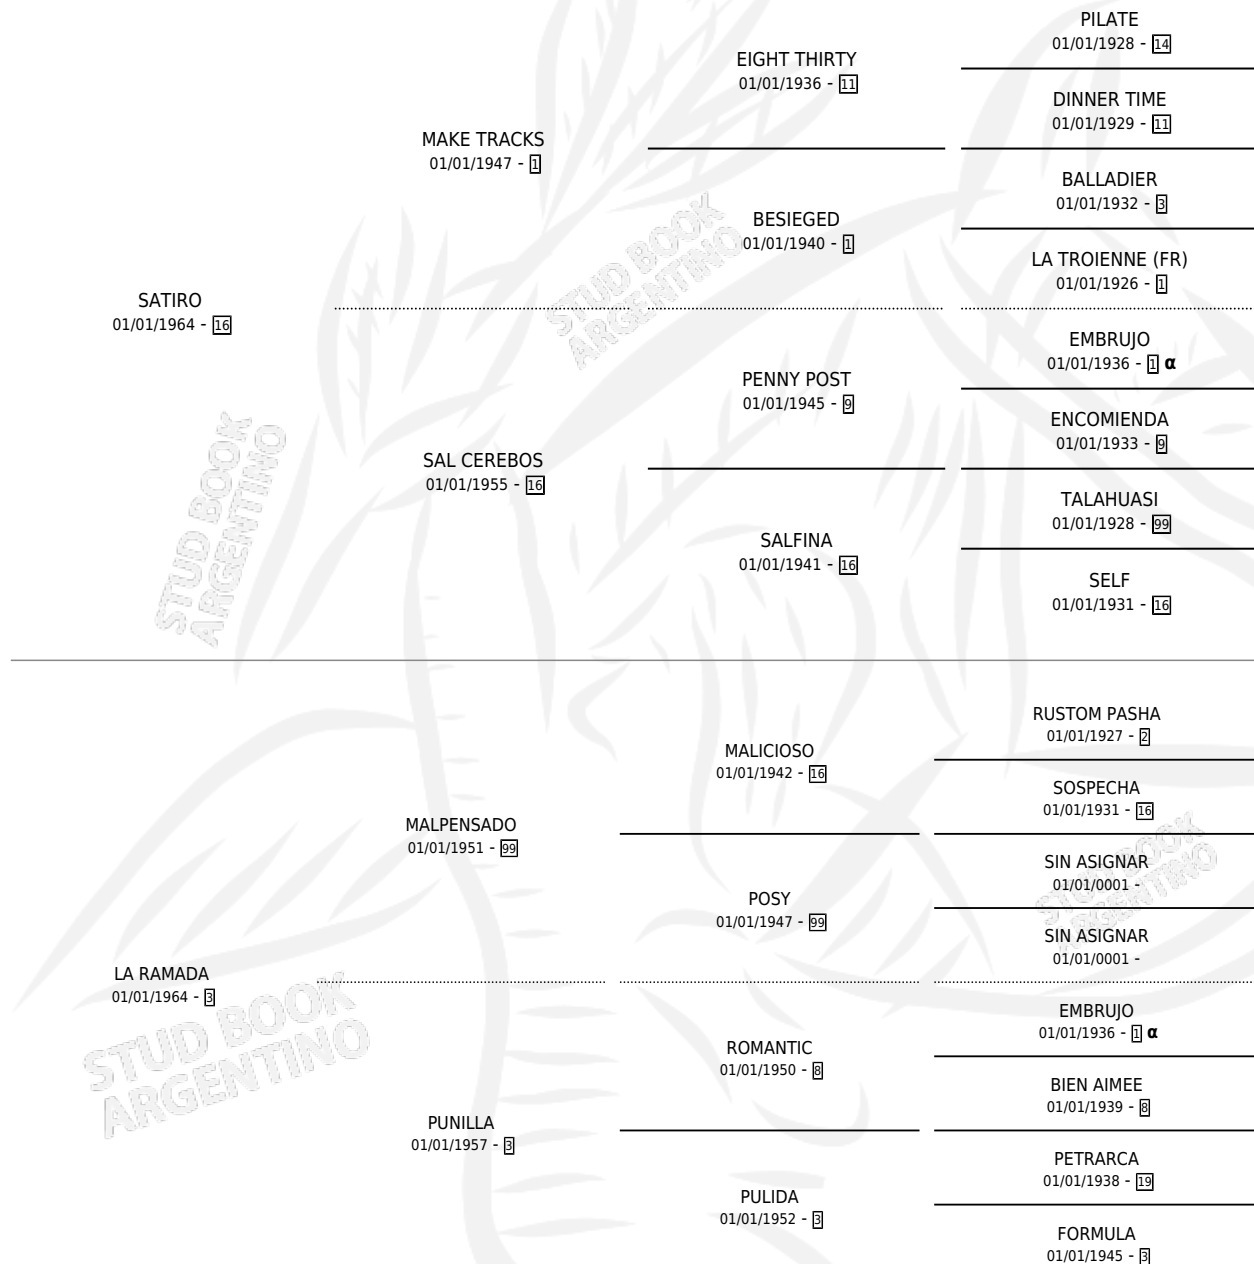 PILATE
01/01/1928 - 14
EIGHT THIRTY
01/01/1936 - 11
DINNER TIME
01/01/1929 - 11
MAKE TRACKS
01/01/1947 - 1
BALLADIER
01/01/1932 - 3
BESIEGED
01/01/1940 - 1
LA TROIENNE (FR)
01/01/1926 - 1
SATIRO
01/01/1964 - 16
EMBRUJO
01/01/1936 - 1 α
PENNY POST
01/01/1945 - 9
ENCOMIENDA
01/01/1933 - 9
SAL CEREBOS
01/01/1955 - 16
TALAHUASI
01/01/1928 - 99
SALFINA
01/01/1941 - 16
SELF
01/01/1931 - 16
RUSTOM PASHA
01/01/1927 - 2
MALICIOSO
01/01/1942 - 16
SOSPECHA
01/01/1931 - 16
MALPENSADO
01/01/1951 - 99
SIN ASIGNAR
01/01/0001 -
POSY
01/01/1947 - 99
SIN ASIGNAR
01/01/0001 -
LA RAMADA
01/01/1964 - 3
EMBRUJO
01/01/1936 - 1 α
ROMANTIC
01/01/1950 - 8
BIEN AIMEE
01/01/1939 - 8
PUNILLA
01/01/1957 - 3
PETRARCA
01/01/1938 - 19
PULIDA
01/01/1952 - 3
FORMULA
01/01/1945 - 3
STUD BOOK
ARGENTINO
STUD BOOK
ARGENTINO
STUD BOOK
ARGENTINO
STUD BOOK
ARGENTINO